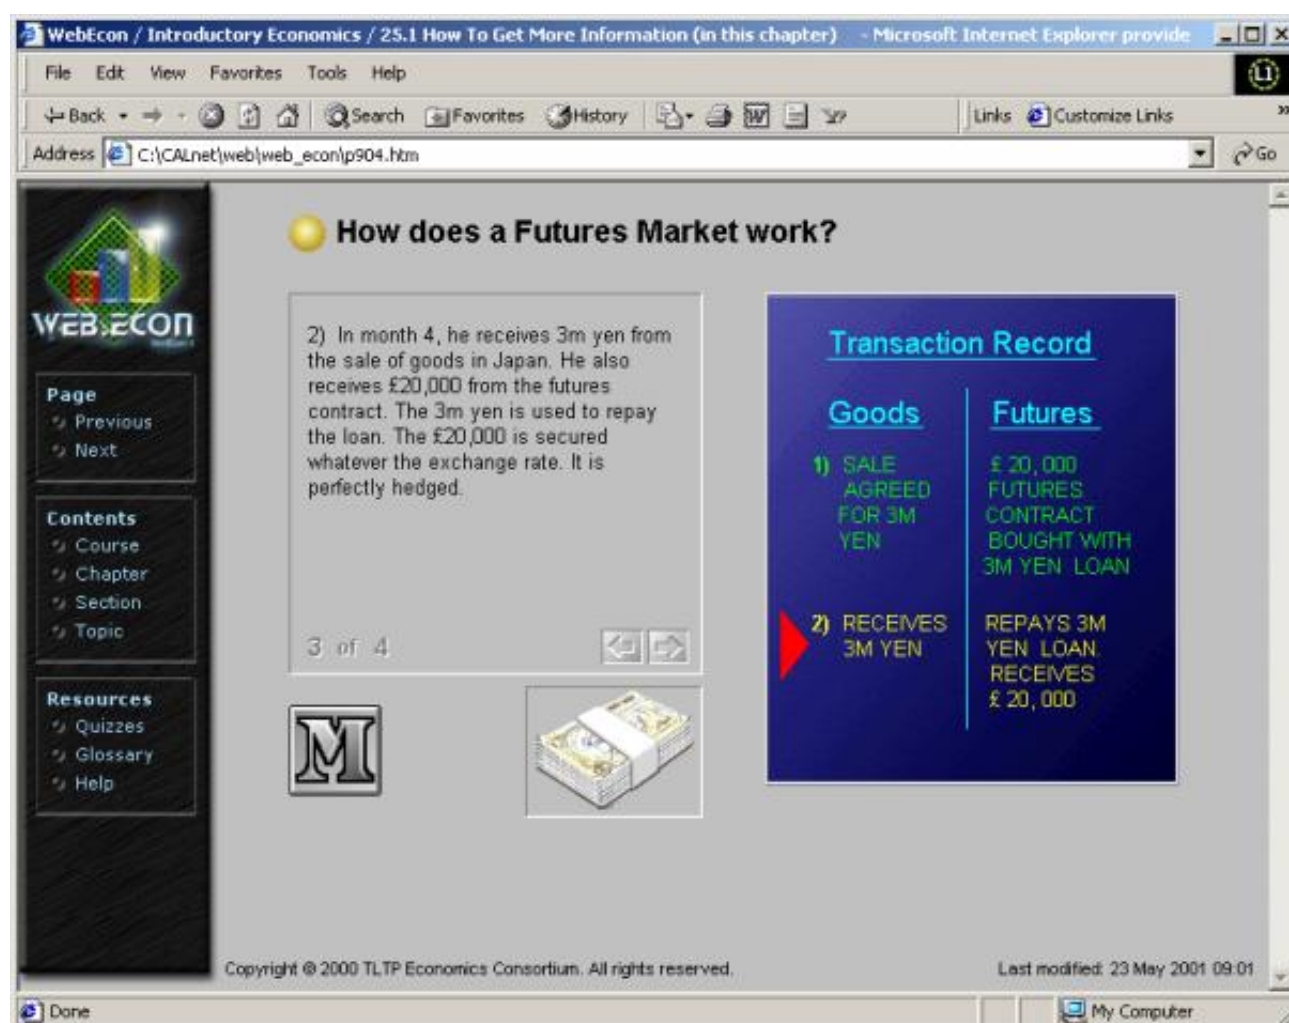 WebEcon / Introductory Economics / 25.1 How To Get More Information (in this chapter) - Microsoft Internet Explorer provide
File Edit View Favorites Tools Help
Back Search Favorites History Links Customize Links
Address C:\CALnet\web\web_econ\p904.htm Go
How does a Futures Market work?
WEB.ECON
Page
Previous
Next
Contents
Course
Chapter
Section
Topic
Resources
Quizzes
Glossary
Help
2) In month 4, he receives 3m yen from
the sale of goods in Japan. He also
receives £20,000 from the futures
contract. The 3m yen is used to repay
the loan. The £20,000 is secured
whatever the exchange rate. It is
perfectly hedged.
3 of 4
M
Transaction Record
Goods
1) SALE
AGREED
FOR 3M
YEN
2) RECEIVES
3M YEN
Futures
£ 20,000
FUTURES
CONTRACT
BOUGHT WITH
3M YEN LOAN
REPAYS 3M
YEN LOAN.
RECEIVES
£ 20,000
Copyright © 2000 TLTP Economics Consortium. All rights reserved.
Last modified: 23 May 2001 09:01
Done
My Computer